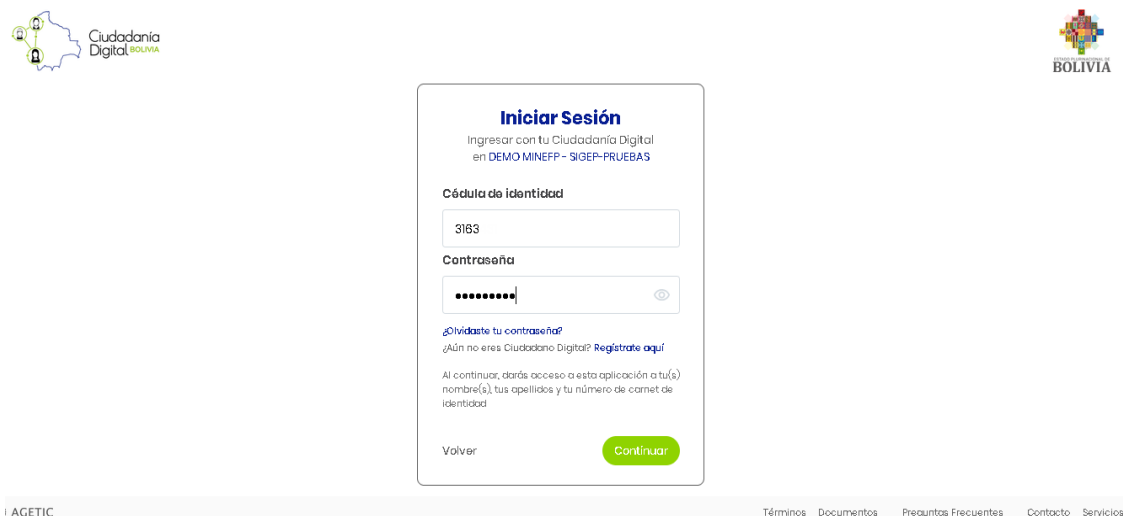 Ciudadanía
Digital BOLIVIA
ESTADO PLURINACIONAL DE
BOLIVIA
Iniciar Sesión
Ingresar con tu Ciudadanía Digital
en DEMO MINEFP - SIGEP-PRUEBAS
Cédula de identidad
3163
Contraseña
¿Olvidaste tu contraseña?
¿Aún no eres Ciudadano Digital? Regístrate aquí
Al continuar, darás acceso a esta aplicación a tu(s)
nombre(s), tus apellidos y tu número de carnet de
identidad
Volver Continuar
AGETIC Términos Documentos Preguntas Frecuentes Contacto Servicios